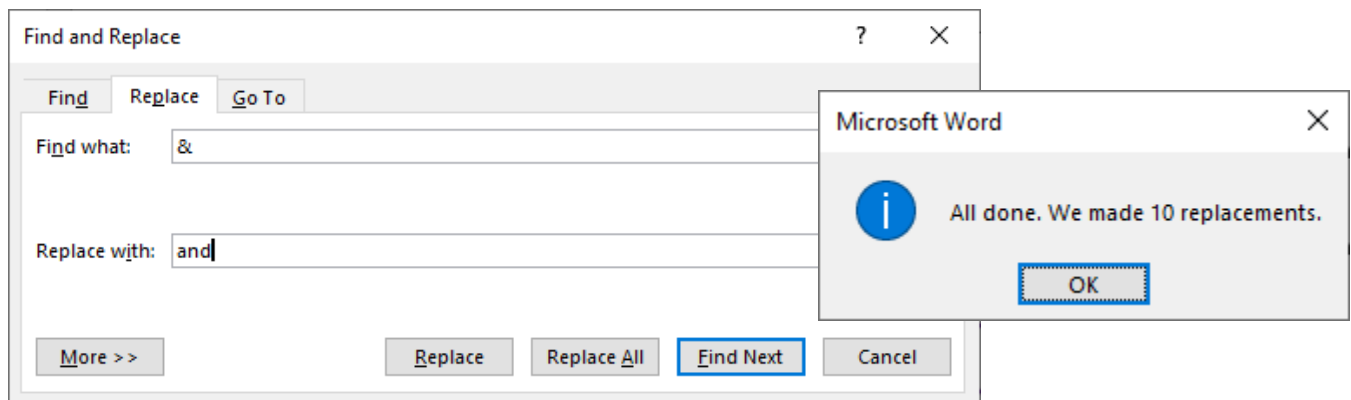 Find and Replace ?
Find Replace Go To
Find what: &
Replace with: and
More >> Replace Replace All Find Next Cancel
Microsoft Word
All done. We made 10 replacements.
OK